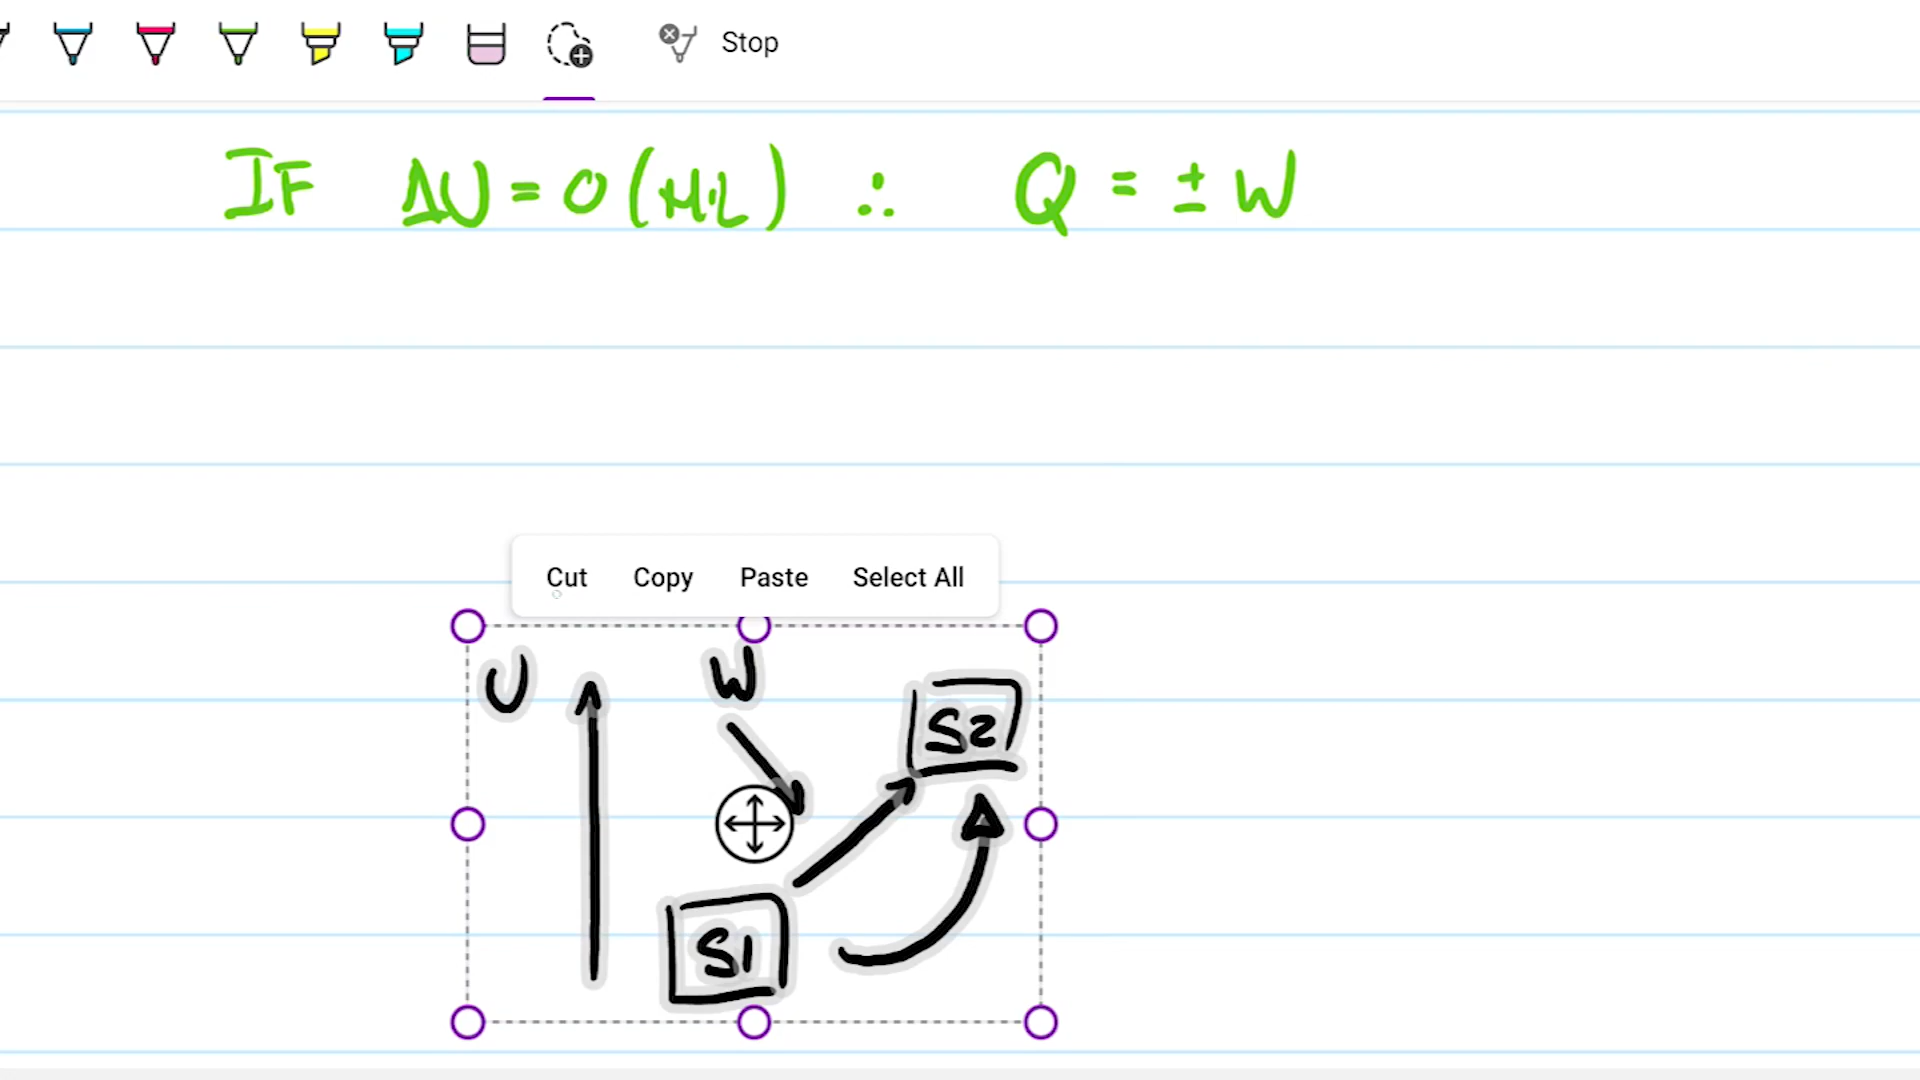 Stop
IF ΔU = 0 ( ) ∴ Q = ± W
Cut Copy Paste Select All
U W
S2
S1